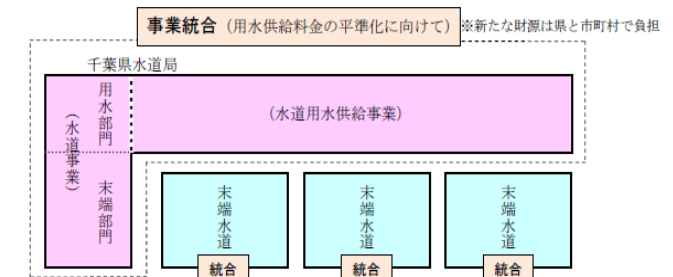 事業統合（用水供給料金の平準化に向けて）
※新たな財源は県と市町村で負担
千葉県水道局
用水部門
（水道用水供給事業）
（水道事業）
末端部門
末端水道
末端水道
末端水道
統合
統合
統合